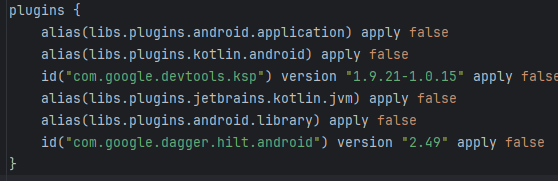 plugins {
    alias(libs.plugins.android.application) apply false
    alias(libs.plugins.kotlin.android) apply false
    id("com.google.devtools.ksp") version "1.9.21-1.0.15" apply false
    alias(libs.plugins.jetbrains.kotlin.jvm) apply false
    alias(libs.plugins.android.library) apply false
    id("com.google.dagger.hilt.android") version "2.49" apply false
}